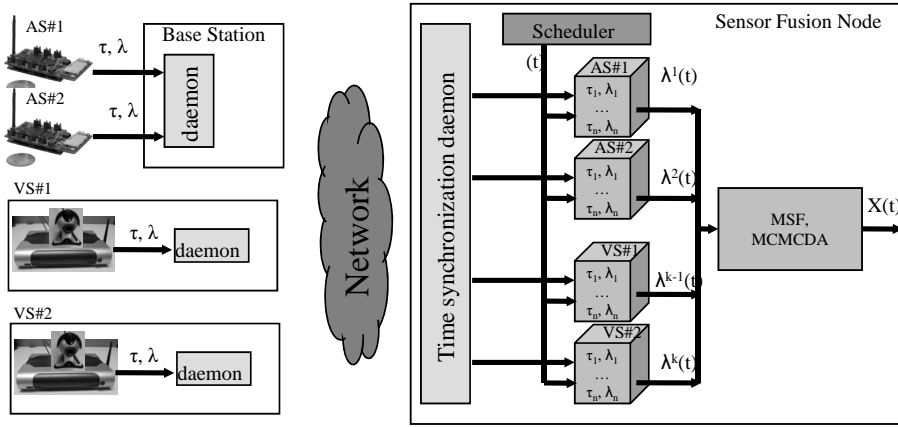 AS#1
τ, λ
AS#2
τ, λ
Base Station
daemon
VS#1
τ, λ
daemon
VS#2
τ, λ
daemon
Network
Sensor Fusion Node
Time synchronization daemon
Scheduler
(t)
AS#1
τ1, λ1
…
τn, λn
λ1(t)
AS#2
τ1, λ1
…
τn, λn
λ2(t)
VS#1
τ1, λ1
…
τn, λn
λk-1(t)
VS#2
τ1, λ1
…
τn, λn
λk(t)
MSF,
MCMCDA
X(t)